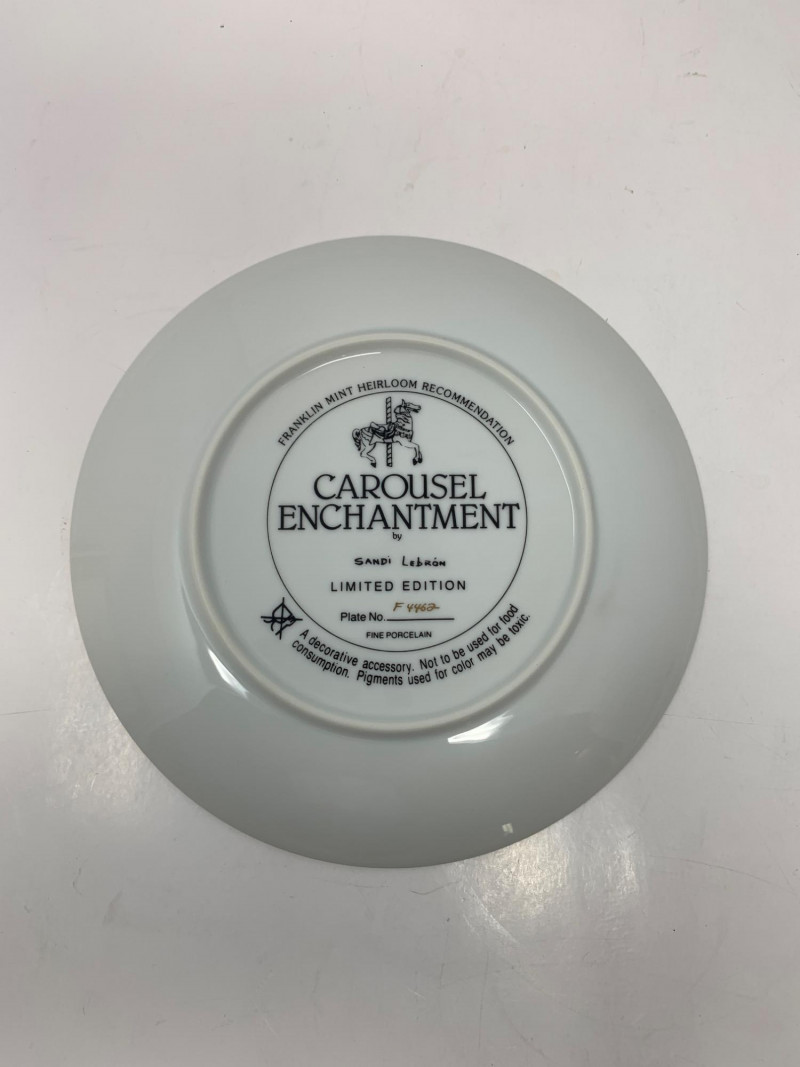 FRANKLIN MINT HEIRLOOM RECOMMENDATION
CAROUSEL
ENCHANTMENT
by
SANDi LEbRóN
LIMITED EDITION
Plate No. F 4462
FINE PORCELAIN
A decorative accessory. Not to be used for food
consumption. Pigments used for color may be toxic.